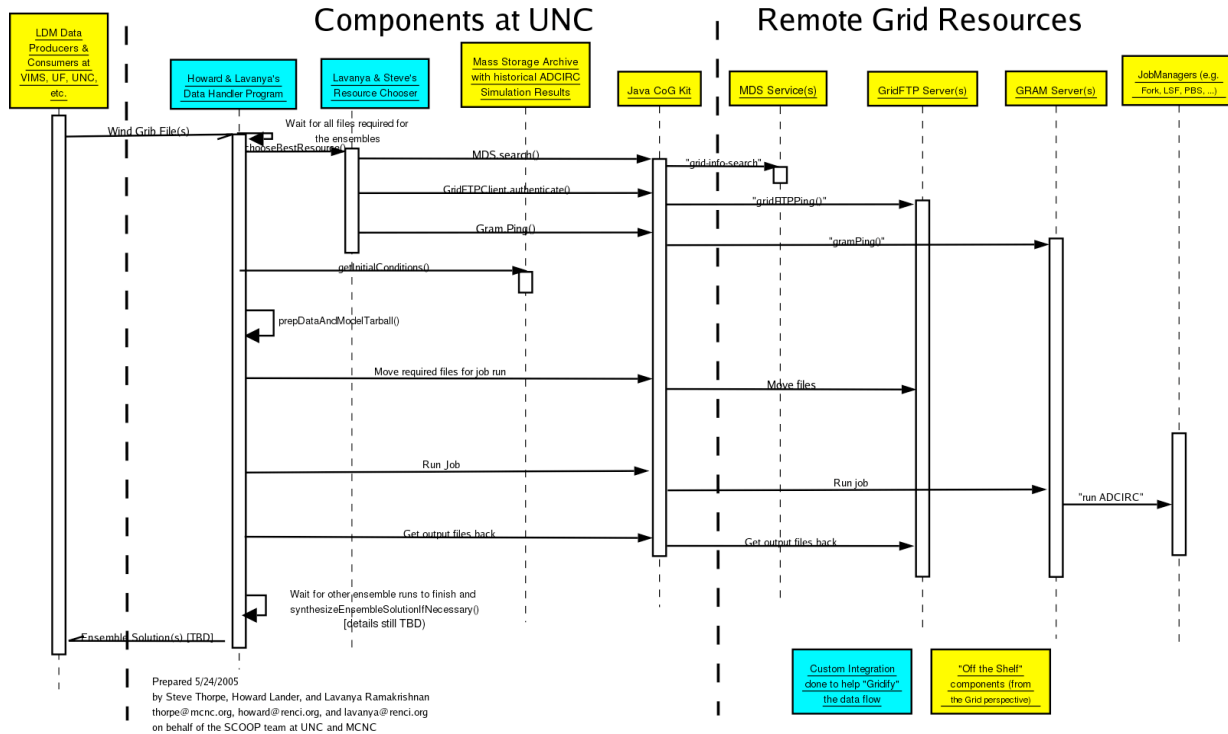 Components at UNC
Remote Grid Resources
LDM Data
Producers &
Consumers at
VIMS, UF, UNC,
etc.
Howard & Lavanya's
Data Handler Program
Lavanya & Steve's
Resource Chooser
Mass Storage Archive
with historical ADCIRC
Simulation Results
Java CoG Kit
MDS Service(s)
GridFTP Server(s)
GRAM Server(s)
JobManagers (e.g.
Fork, LSF, PBS, ...)
Wind Grib File(s)
Wait for all files required for
the ensembles
chooseBestResource()
MDS.search()
"grid-info-search"
GridFTPClient.authenticate()
"gridFTPPing()"
Gram.Ping()
"gramPing()"
getInitialConditions()
prepDataAndModelTarball()
Move required files for job run
Move files
Run Job
Run job
"run ADCIRC"
Get output files back
Get output files back
Wait for other ensemble runs to finish and
synthesizeEnsembleSolutionIfNecessary()
[details still TBD)
Ensemble Solution(s) [TBD]
Custom Integration
done to help "Gridify"
the data flow
"Off the Shelf"
components (from
the Grid perspective)
Prepared 5/24/2005
by Steve Thorpe, Howard Lander, and Lavanya Ramakrishnan
thorpe@mcnc.org, howard@renci.org, and lavanya@renci.org
on behalf of the SCOOP team at UNC and MCNC